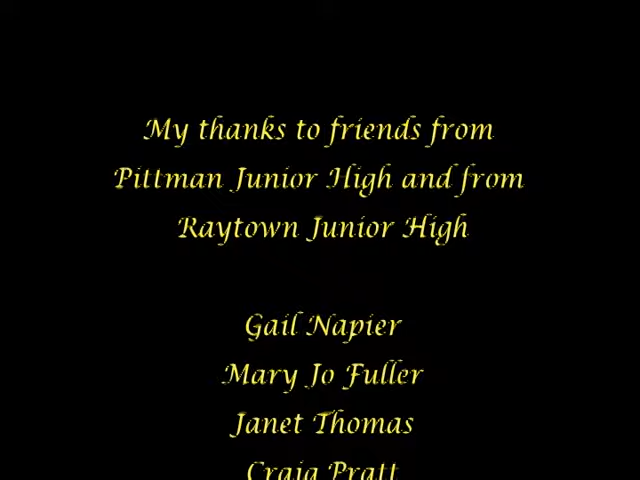 My thanks to friends from
Pittman Junior High and from
Raytown Junior High
Gail Napier
Mary Jo Fuller
Janet Thomas
Craig Pratt